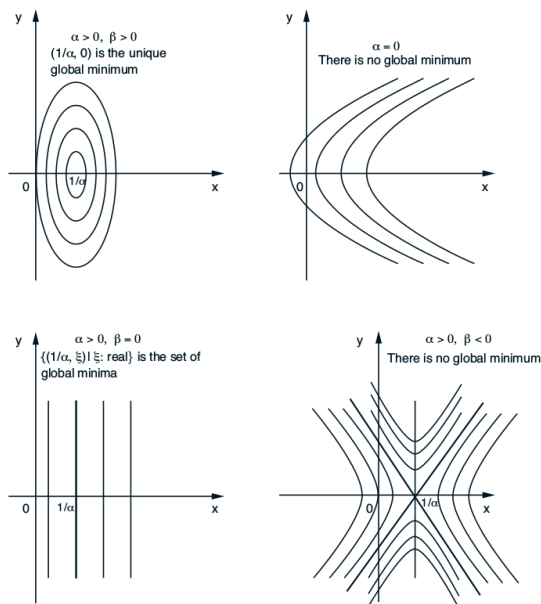 y
α > 0, β > 0
(1/α, 0) is the unique
global minimum
1/α
0
x
y
α = 0
There is no global minimum
0
x
y
α > 0, β = 0
{(1/α, ξ) | ξ: real} is the set of
global minima
1/α
0
x
y
α > 0, β < 0
There is no global minimum
0
1/α
x